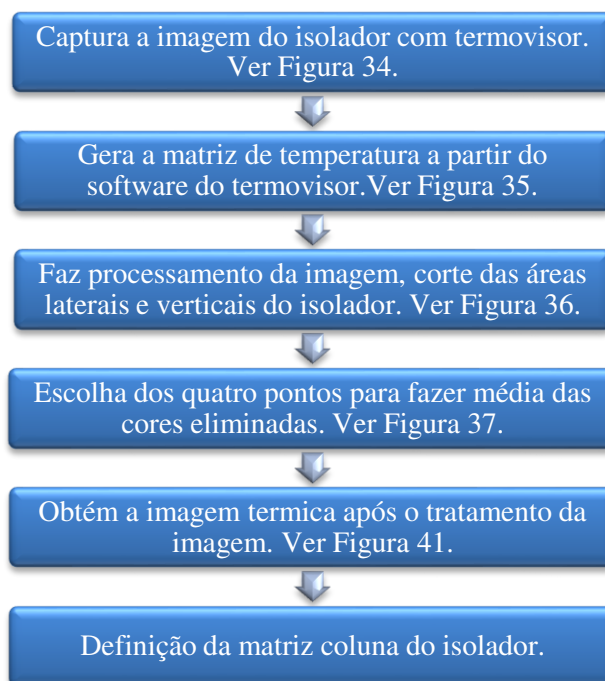 Captura a imagem do isolador com termovisor.
Ver Figura 34.
Gera a matriz de temperatura a partir do
software do termovisor.Ver Figura 35.
Faz processamento da imagem, corte das áreas
laterais e verticais do isolador. Ver Figura 36.
Escolha dos quatro pontos para fazer média das
cores eliminadas. Ver Figura 37.
Obtém a imagem termica após o tratamento da
imagem. Ver Figura 41.
Definição da matriz coluna do isolador.